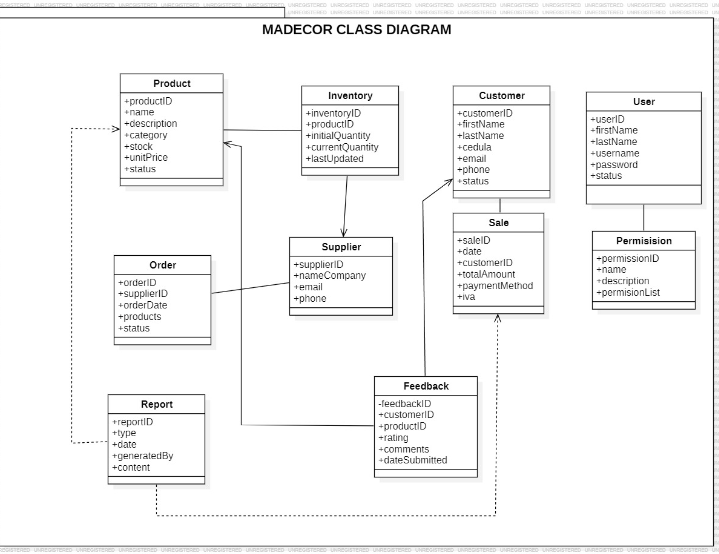 MADECOR CLASS DIAGRAM
Product
+productID
+name
+description
+category
+stock
+unitPrice
+status
Inventory
+inventoryID
+productID
+initialQuantity
+currentQuantity
+lastUpdated
Customer
+customerID
+firstName
+lastName
+cedula
+email
+phone
+status
User
+userID
+firstName
+lastName
+username
+password
+status
Sale
+saleID
+date
+customerID
+totalAmount
+paymentMethod
+iva
Permisision
+permissionID
+name
+description
+permisionList
Supplier
+supplierID
+nameCompany
+email
+phone
Order
+orderID
+supplierID
+orderDate
+products
+status
Feedback
-feedbackID
+customerID
+productID
+rating
+comments
+dateSubmitted
Report
+reportID
+type
+date
+generatedBy
+content